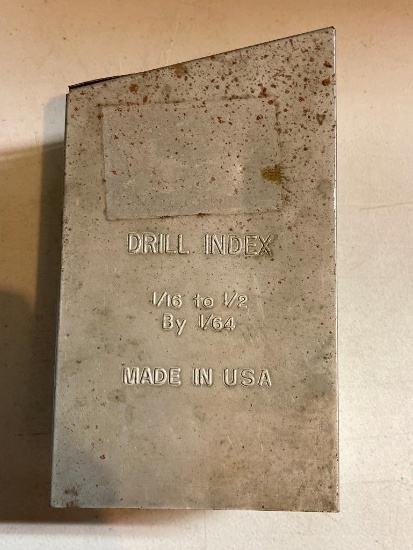 DRILL INDEX
1/16 to 1/2
By 1/64
MADE IN USA